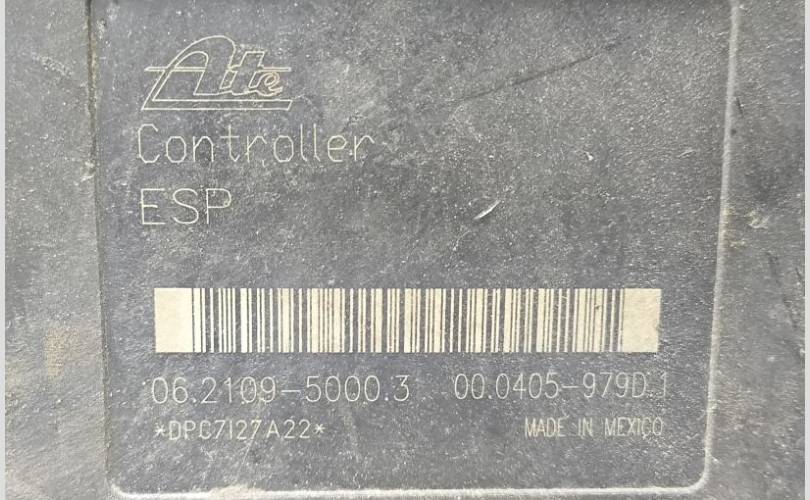 Ate
Controller
ESP
06.2109-5000.3 00.0405-979D.1
*DPC7127A22* MADE IN MEXICO